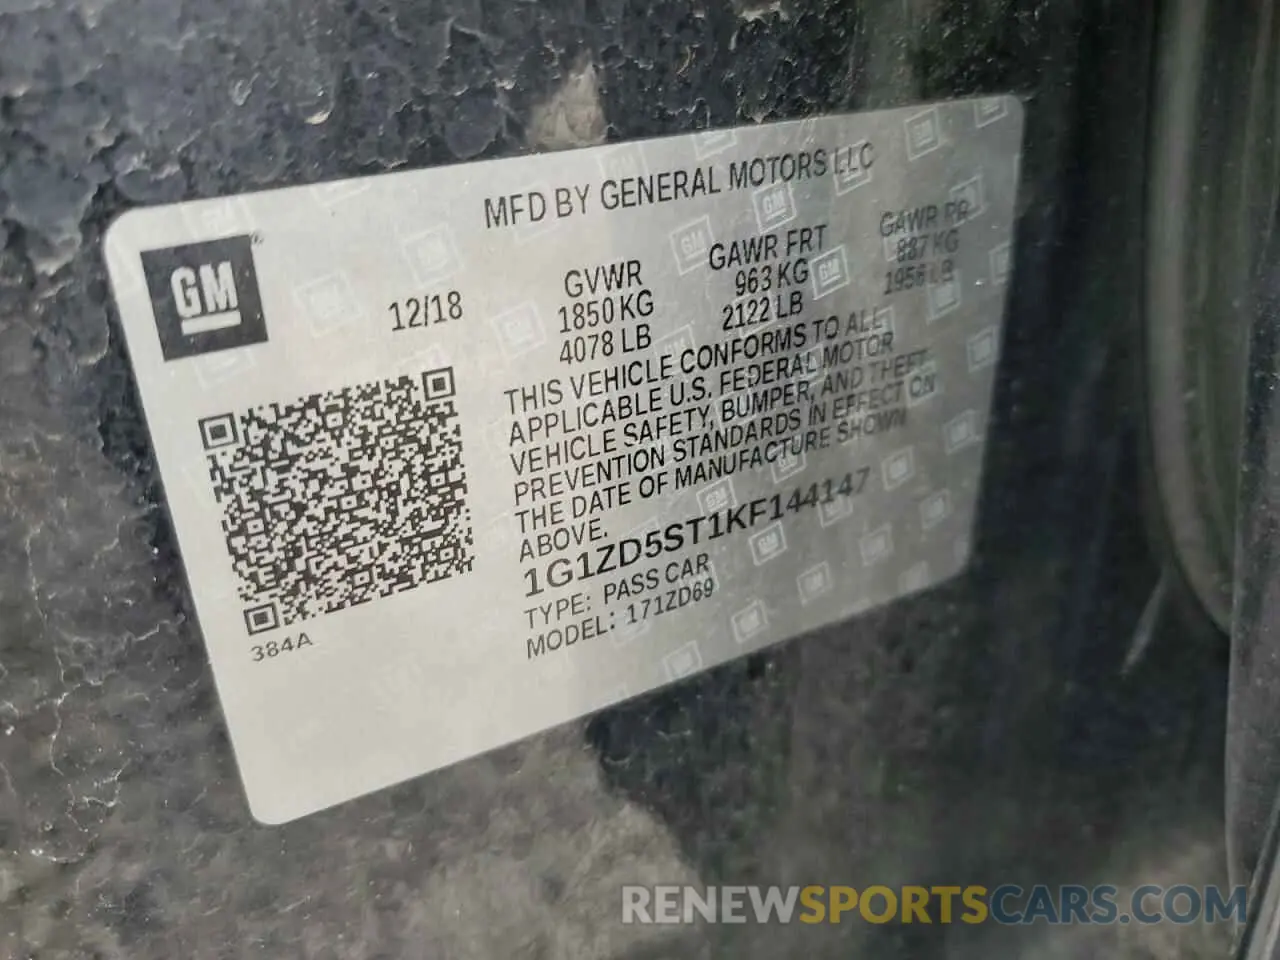 MFD BY GENERAL MOTORS LLC
GM
12/18
GVWR
1850 KG
4078 LB
GAWR FRT
963 KG
2122 LB
GAWR RR
887 KG
1956 LB
THIS VEHICLE CONFORMS TO ALL
APPLICABLE U.S. FEDERAL MOTOR
VEHICLE SAFETY, BUMPER, AND THEFT
PREVENTION STANDARDS IN EFFECT ON
THE DATE OF MANUFACTURE SHOWN
ABOVE.
1G1ZD5ST1KF144147
TYPE: PASS CAR
MODEL: 171ZD69
384A
RENEWSPORTSCARS.COM